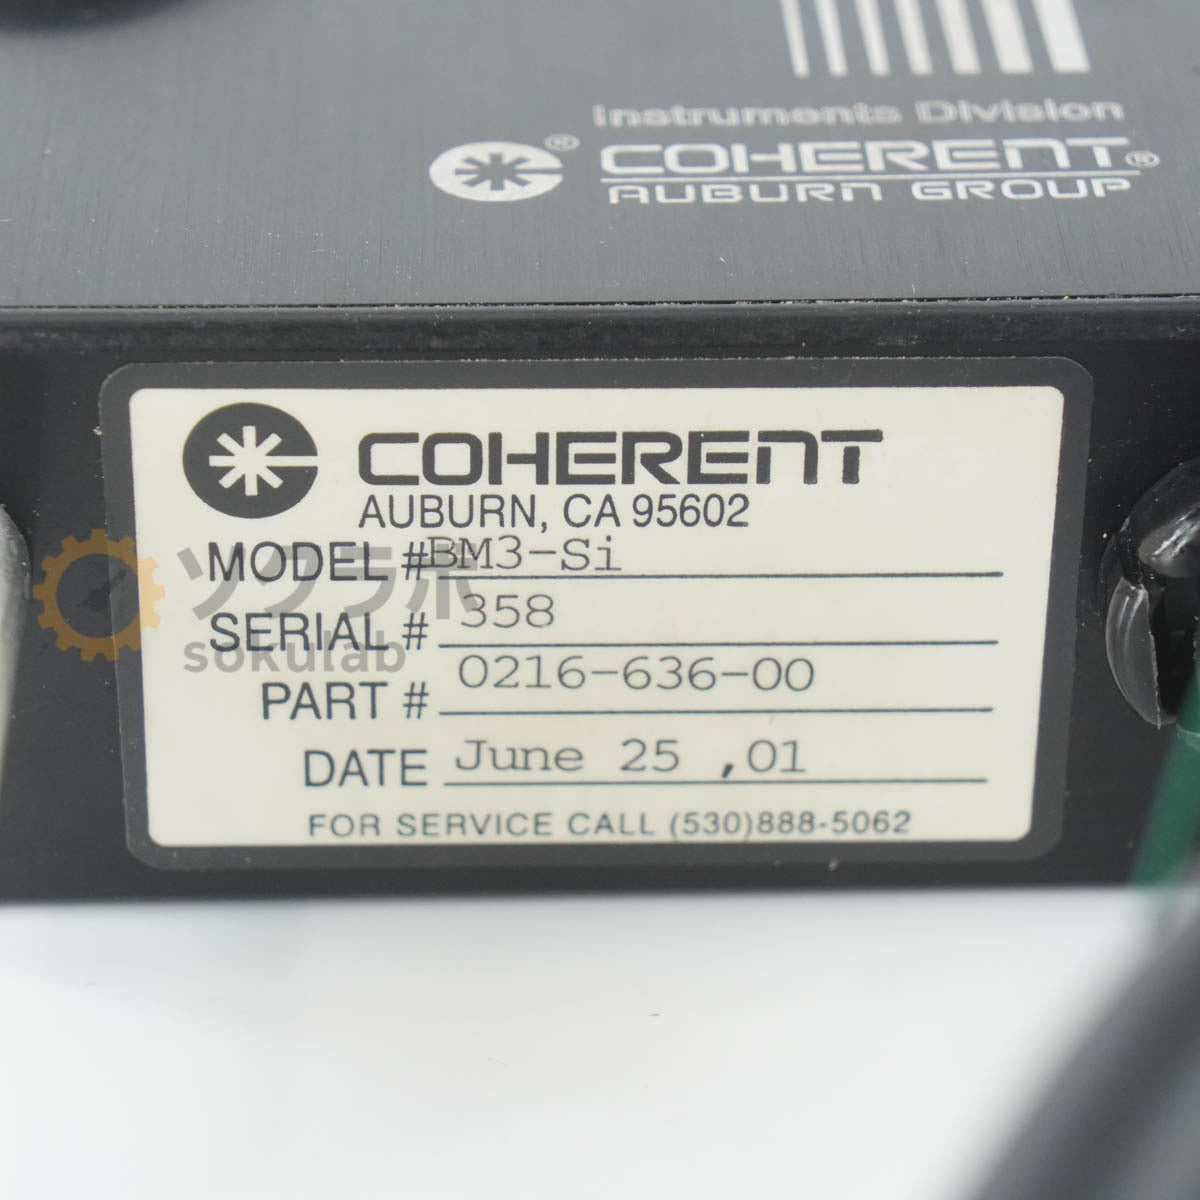 Instruments Division
® COHERENT®
AUBURN GROUP
COHERENT
AUBURN, CA 95602
MODEL #BM3-Si
SERIAL # 358
PART # 0216-636-00
DATE June 25 ,01
FOR SERVICE CALL (530)888-5062
ソクラボ
sokulab